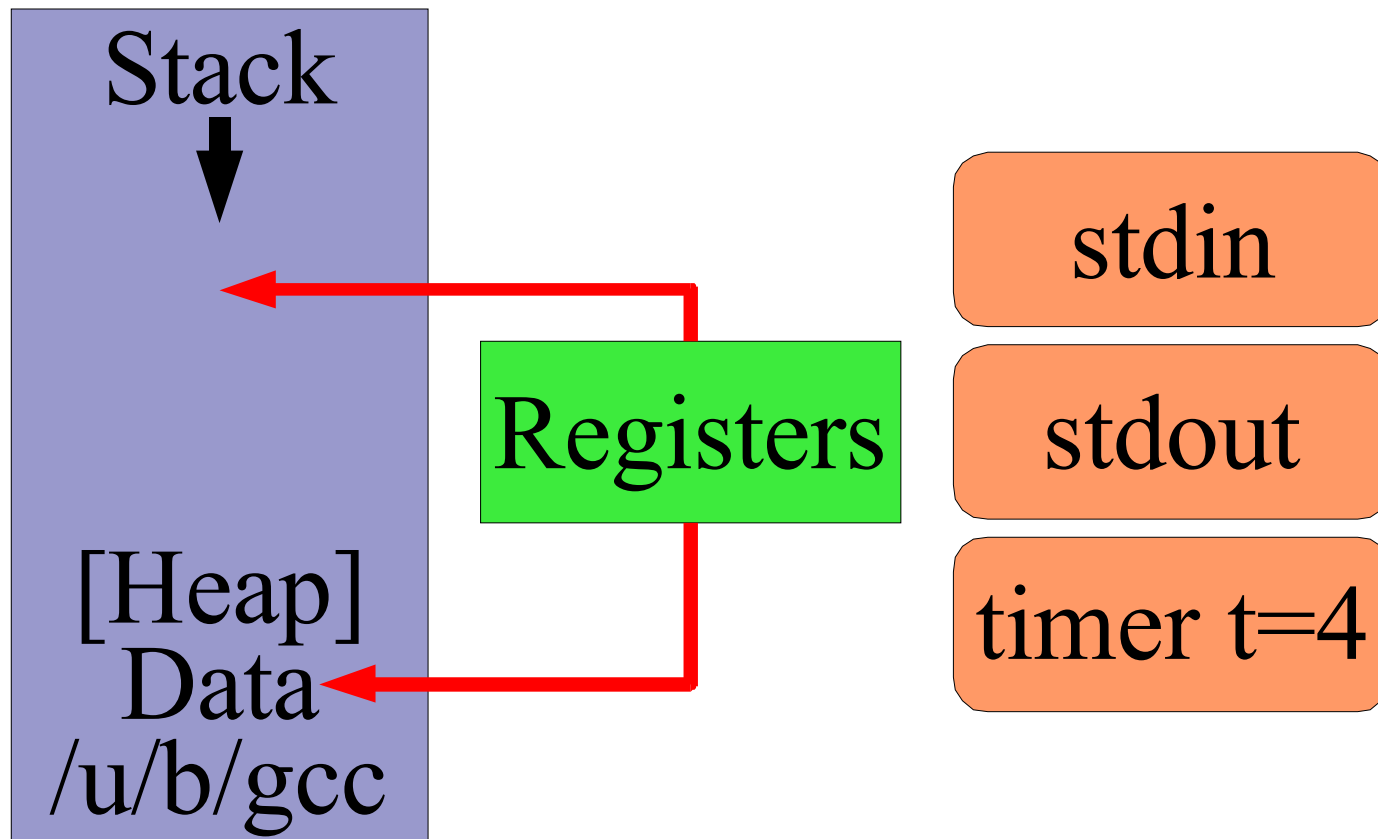 Stack
[Heap]
Data
/u/b/gcc
Registers
stdin
stdout
timer t=4